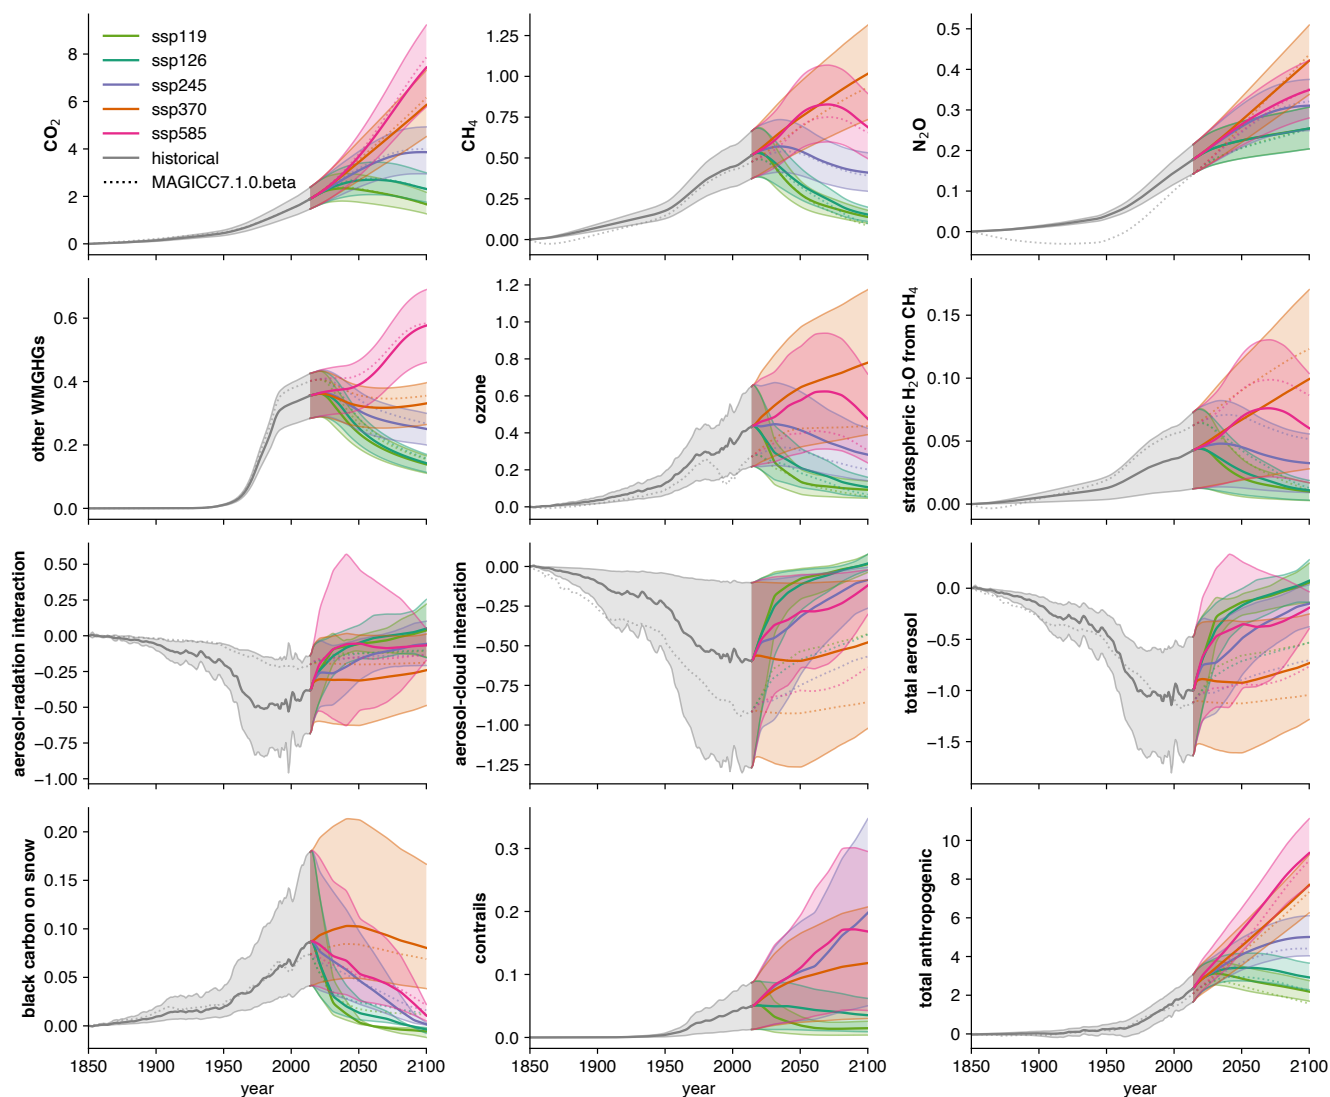 CO2
8
6
4
2
0
ssp119
ssp126
ssp245
ssp370
ssp585
historical
MAGICC7.1.0.beta
CH4
1.25
1.00
0.75
0.50
0.25
0.00
N2O
0.5
0.4
0.3
0.2
0.1
0.0
other WMGHGs
0.6
0.4
0.2
0.0
ozone
1.2
1.0
0.8
0.6
0.4
0.2
0.0
stratospheric H2O from CH4
0.15
0.10
0.05
0.00
aerosol-radation interaction
0.50
0.25
0.00
−0.25
−0.50
−0.75
−1.00
aerosol-cloud interaction
0.00
−0.25
−0.50
−0.75
−1.00
−1.25
total aerosol
0.0
−0.5
−1.0
−1.5
black carbon on snow
0.20
0.15
0.10
0.05
0.00
1850 1900 1950 2000 2050 2100
year
contrails
0.3
0.2
0.1
0.0
1850 1900 1950 2000 2050 2100
year
total anthropogenic
10
8
6
4
2
0
1850 1900 1950 2000 2050 2100
year